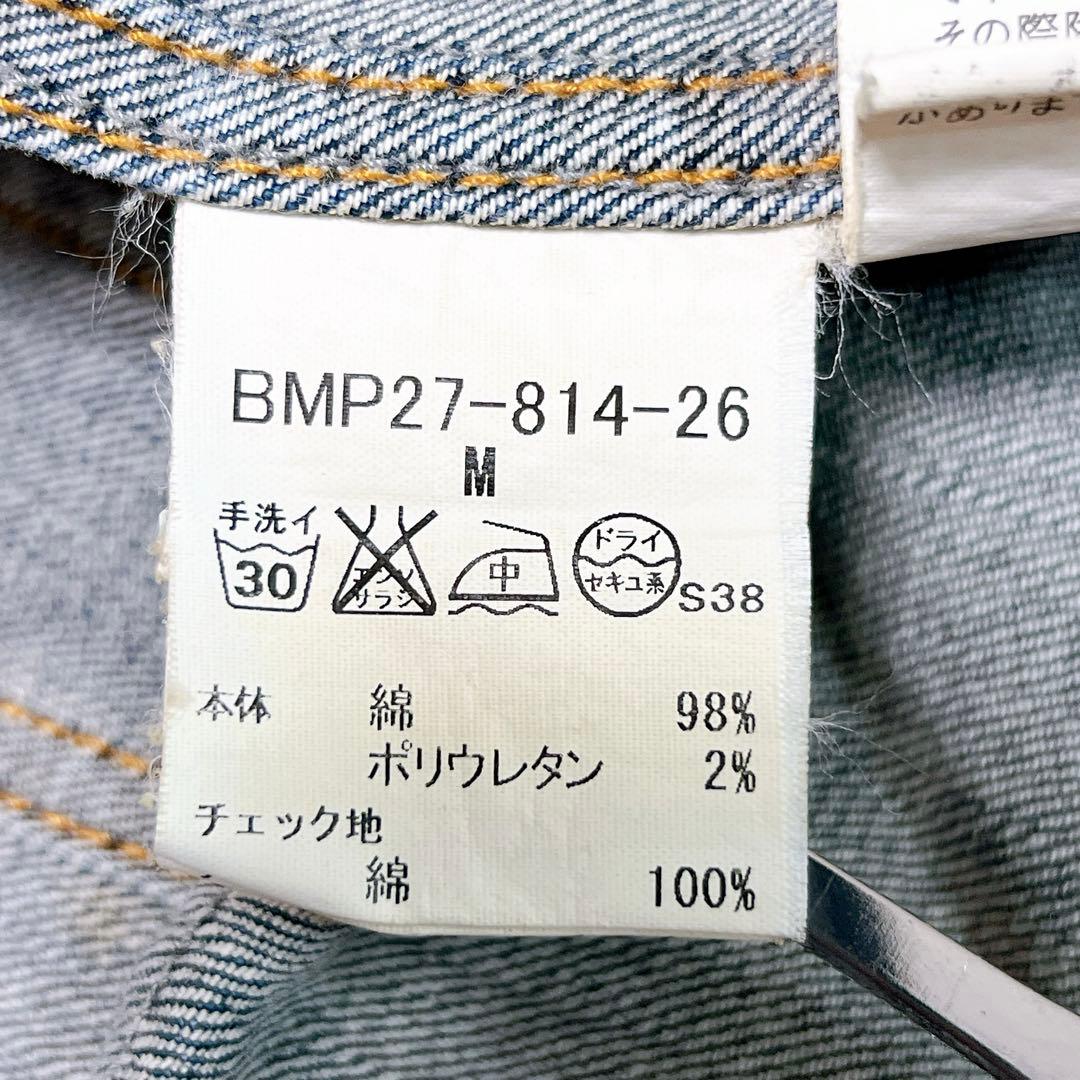 その際
BMP27-814-26
M
手洗イ
30
エンソ
サラシ
中
ドライ
セキユ系
S38
本体 綿 98%
ポリウレタン 2%
チェック地
綿 100%